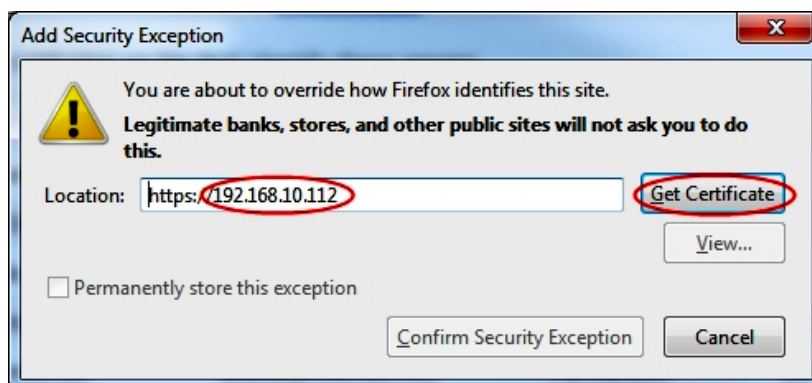 Add Security Exception
X
You are about to override how Firefox identifies this site.
Legitimate banks, stores, and other public sites will not ask you to do
this.
Location: https://192.168.10.112 Get Certificate
View...
Permanently store this exception
Confirm Security Exception Cancel